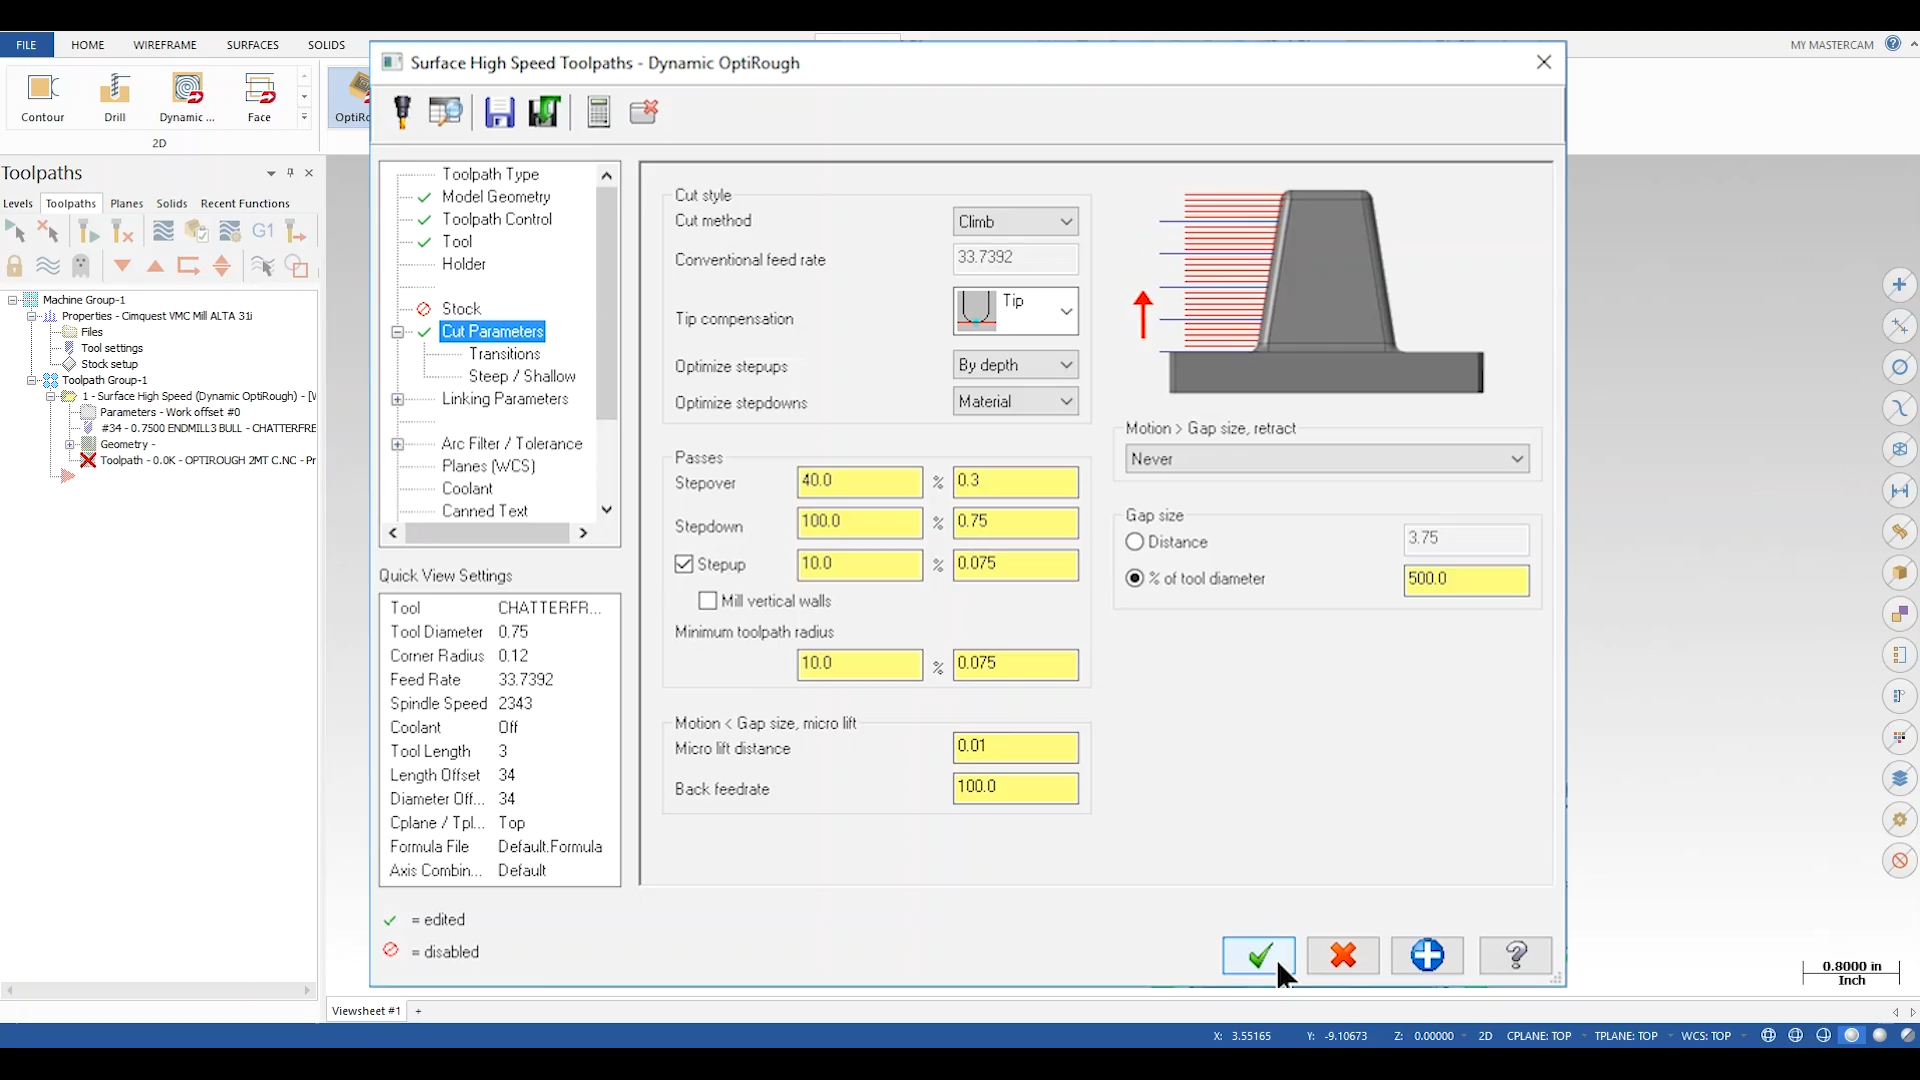 FILE HOME WIREFRAME SURFACES SOLIDS
MY MASTERCAM
Contour Drill Dynamic ... Face
2D
Toolpaths
Levels Toolpaths Planes Solids Recent Functions
G1
Machine Group-1
Properties - Cimquest VMC Mill ALTA 31i
Files
Tool settings
Stock setup
Toolpath Group-1
1 - Surface High Speed (Dynamic OptiRough) - [W
Parameters - Work offset #0
#34 - 0.7500 ENDMILL3 BULL - CHATTERFRE
Geometry -
Toolpath - 0.0K - OPTIROUGH 2MT C.NC - Pr
Surface High Speed Toolpaths - Dynamic OptiRough
Toolpath Type
Model Geometry
Toolpath Control
Tool
Holder
Stock
Cut Parameters
Transitions
Steep / Shallow
Linking Parameters
Arc Filter / Tolerance
Planes (WCS)
Coolant
Canned Text
Quick View Settings
Tool CHATTERFR...
Tool Diameter 0.75
Corner Radius 0.12
Feed Rate 33.7392
Spindle Speed 2343
Coolant Off
Tool Length 3
Length Offset 34
Diameter Off... 34
Cplane / Tpl... Top
Formula File Default.Formula
Axis Combin... Default
= edited
= disabled
Cut style
Cut method Climb
Conventional feed rate 33.7392
Tip compensation Tip
Optimize stepups By depth
Optimize stepdowns Material
Passes
Stepover 40.0 % 0.3
Stepdown 100.0 % 0.75
Stepup 10.0 % 0.075
Mill vertical walls
Minimum toolpath radius
10.0 % 0.075
Motion < Gap size, micro lift
Micro lift distance 0.01
Back feedrate 100.0
Motion > Gap size, retract
Never
Gap size
Distance 3.75
% of tool diameter 500.0
0.8000 in
Inch
Viewsheet #1 +
X: 3.55165 Y: -9.10673 Z: 0.00000 2D CPLANE: TOP TPLANE: TOP WCS: TOP